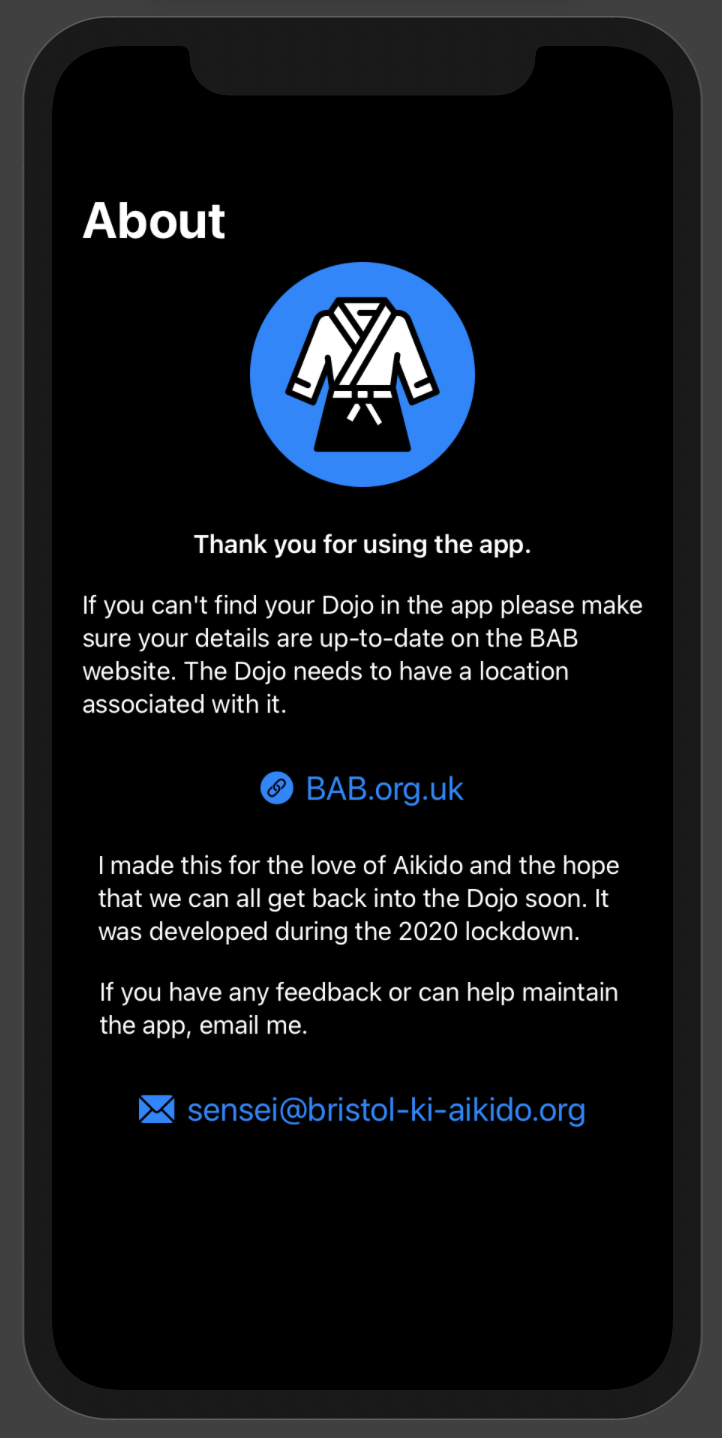 About
Thank you for using the app.
If you can't find your Dojo in the app please make
sure your details are up-to-date on the BAB
website. The Dojo needs to have a location
associated with it.
BAB.org.uk
I made this for the love of Aikido and the hope
that we can all get back into the Dojo soon. It
was developed during the 2020 lockdown.
If you have any feedback or can help maintain
the app, email me.
sensei@bristol-ki-aikido.org